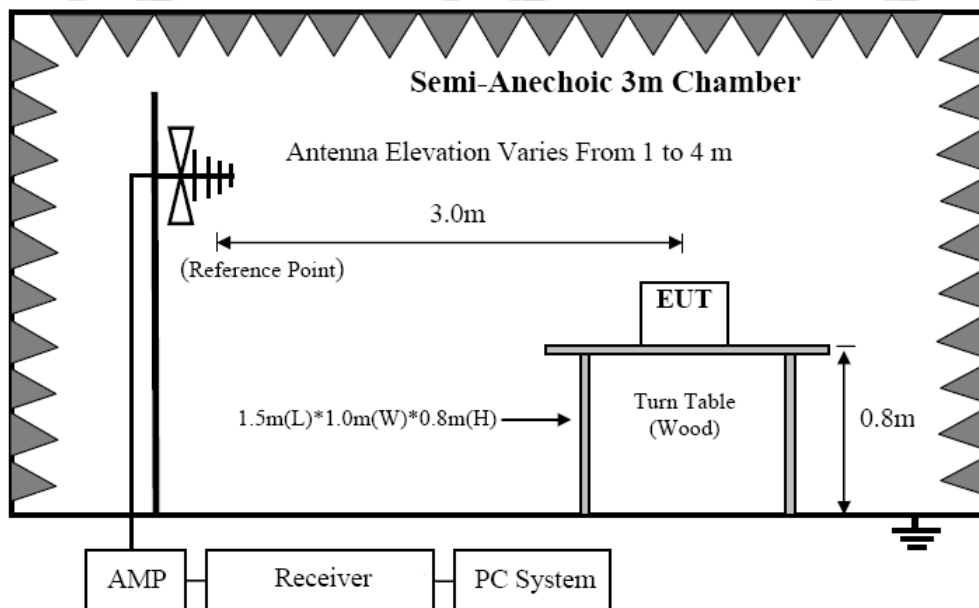 Semi-Anechoic 3m Chamber
Antenna Elevation Varies From 1 to 4 m
3.0m
(Reference Point)
EUT
1.5m(L)*1.0m(W)*0.8m(H)
Turn Table
(Wood)
0.8m
AMP
Receiver
PC System